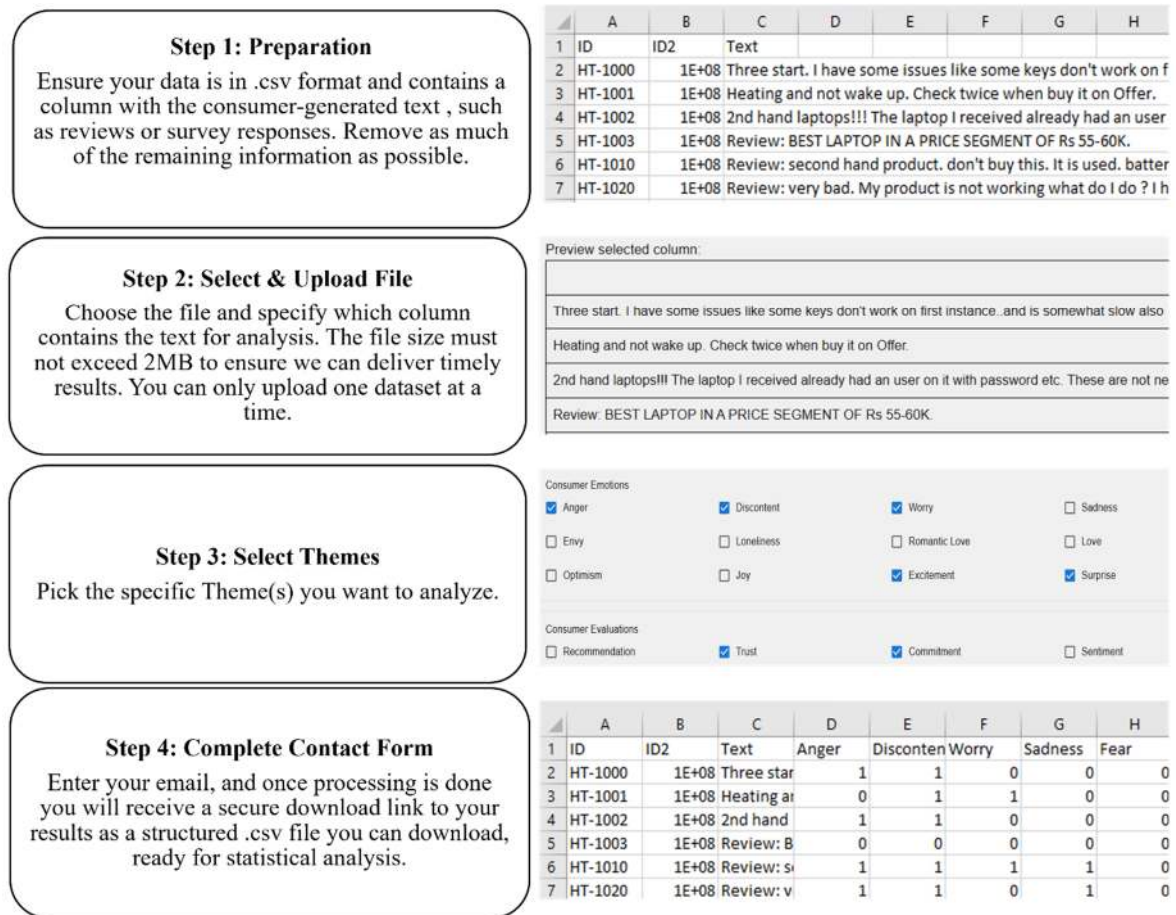 Step 1: Preparation
Ensure your data is in .csv format and contains a
column with the consumer-generated text , such
as reviews or survey responses. Remove as much
of the remaining information as possible.
A B C D E F G H
1 ID ID2 Text
2 HT-1000 1E+08 Three start. I have some issues like some keys don't work on f
3 HT-1001 1E+08 Heating and not wake up. Check twice when buy it on Offer.
4 HT-1002 1E+08 2nd hand laptops!!! The laptop I received already had an user
5 HT-1003 1E+08 Review: BEST LAPTOP IN A PRICE SEGMENT OF Rs 55-60K.
6 HT-1010 1E+08 Review: second hand product. don't buy this. It is used. batter
7 HT-1020 1E+08 Review: very bad. My product is not working what do I do ? I h
Step 2: Select & Upload File
Choose the file and specify which column
contains the text for analysis. The file size must
not exceed 2MB to ensure we can deliver timely
results. You can only upload one dataset at a
time.
Preview selected column:
Three start. I have some issues like some keys don't work on first instance..and is somewhat slow also
Heating and not wake up. Check twice when buy it on Offer.
2nd hand laptops!!! The laptop I received already had an user on it with password etc. These are not ne
Review: BEST LAPTOP IN A PRICE SEGMENT OF Rs 55-60K.
Step 3: Select Themes
Pick the specific Theme(s) you want to analyze.
Consumer Emotions
Anger Discontent Worry Sadness
Envy Loneliness Romantic Love Love
Optimism Joy Excitement Surprise
Consumer Evaluations
Recommendation Trust Commitment Sentiment
Step 4: Complete Contact Form
Enter your email, and once processing is done
you will receive a secure download link to your
results as a structured .csv file you can download,
ready for statistical analysis.
A B C D E F G H
1 ID ID2 Text Anger Disconten Worry Sadness Fear
2 HT-1000 1E+08 Three star 1 1 0 0 0
3 HT-1001 1E+08 Heating ar 0 1 1 0 0
4 HT-1002 1E+08 2nd hand 1 1 0 0 0
5 HT-1003 1E+08 Review: B 0 0 0 0 0
6 HT-1010 1E+08 Review: s 1 1 1 1 0
7 HT-1020 1E+08 Review: v 1 1 0 1 0